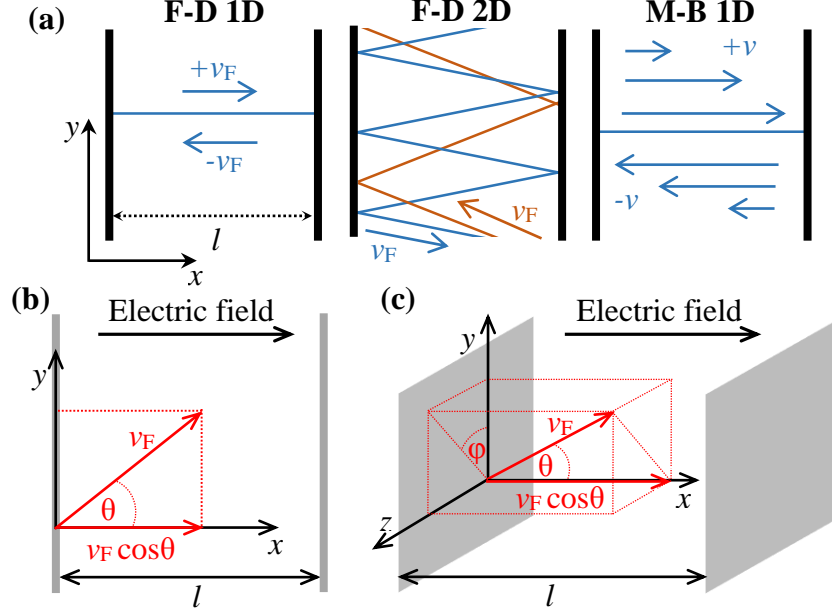 (a)
F-D 1D
F-D 2D
M-B 1D
+vF
-vF
y
x
l
vF
vF
+v
-v
(b)
Electric field
y
vF
θ
vF cosθ
x
l
(c)
Electric field
y
vF
φ
θ
vF cosθ
x
z
l